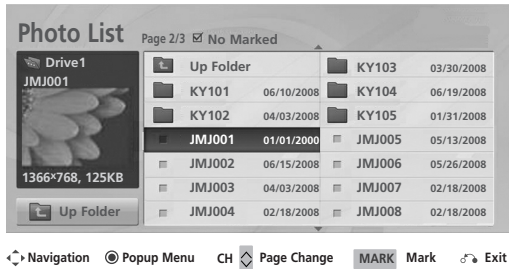 Photo List Page 2/3 No Marked
Drive1
JMJ001
1366×768, 125KB
Up Folder
Up Folder KY103 03/30/2008
KY101 06/10/2008 KY104 06/19/2008
KY102 04/03/2008 KY105 01/31/2008
JMJ001 01/01/2000 JMJ005 05/13/2008
JMJ002 06/15/2008 JMJ006 05/26/2008
JMJ003 04/03/2008 JMJ007 02/18/2008
JMJ004 02/18/2008 JMJ008 02/18/2008
Navigation Popup Menu CH Page Change MARK Mark Exit